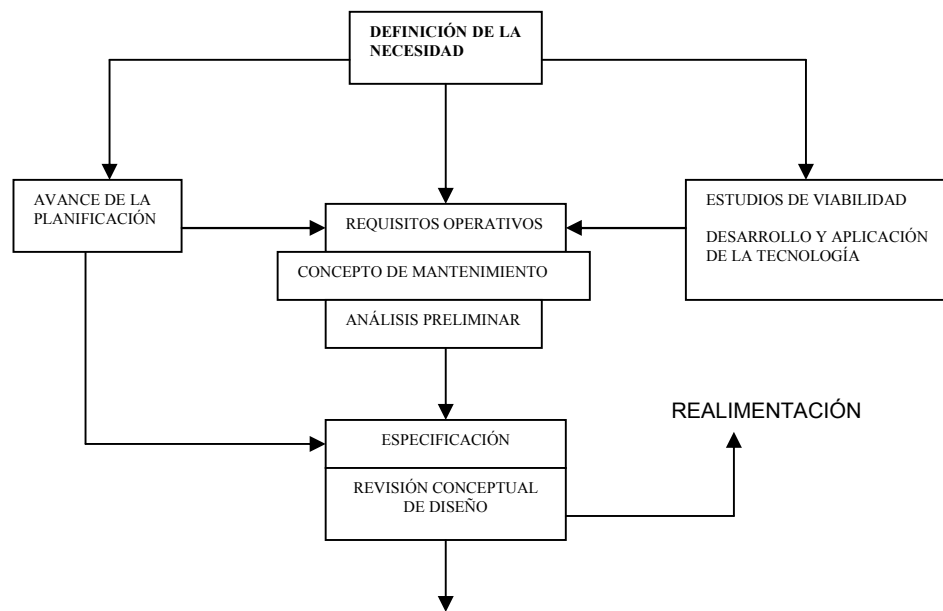 DEFINICIÓN DE LA
NECESIDAD
AVANCE DE LA
PLANIFICACIÓN
REQUISITOS OPERATIVOS
CONCEPTO DE MANTENIMIENTO
ANÁLISIS PRELIMINAR
ESTUDIOS DE VIABILIDAD
DESARROLLO Y APLICACIÓN
DE LA TECNOLOGÍA
ESPECIFICACIÓN
REVISIÓN CONCEPTUAL
DE DISEÑO
REALIMENTACIÓN